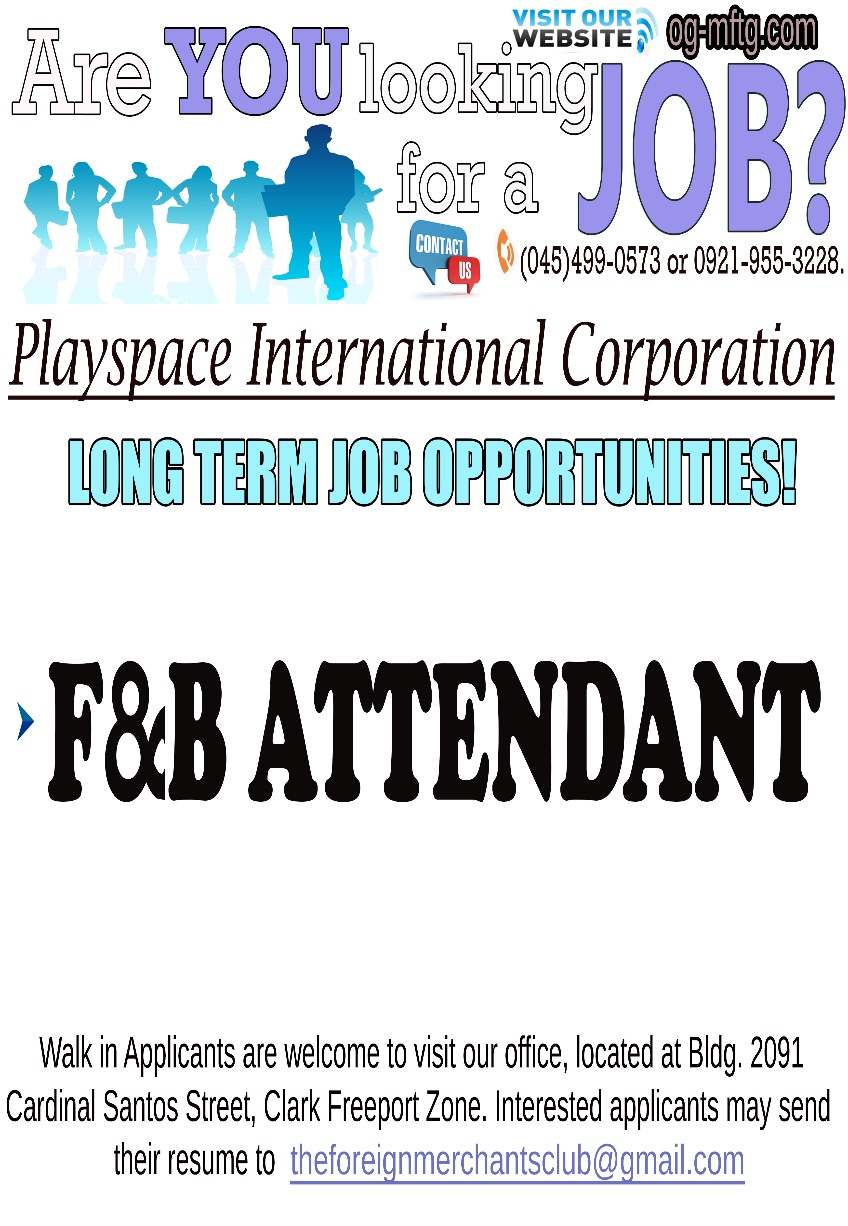 VISIT OUR
WEBSITE
og-mftg.com
Are YOU looking
for a
JOB?
CONTACT
US
(045)499-0573 or 0921-955-3228.
Playspace International Corporation
LONG TERM JOB OPPORTUNITIES!
F&B ATTENDANT
Walk in Applicants are welcome to visit our office, located at Bldg. 2091
Cardinal Santos Street, Clark Freeport Zone. Interested applicants may send
their resume to theforeignmerchantsclub@gmail.com